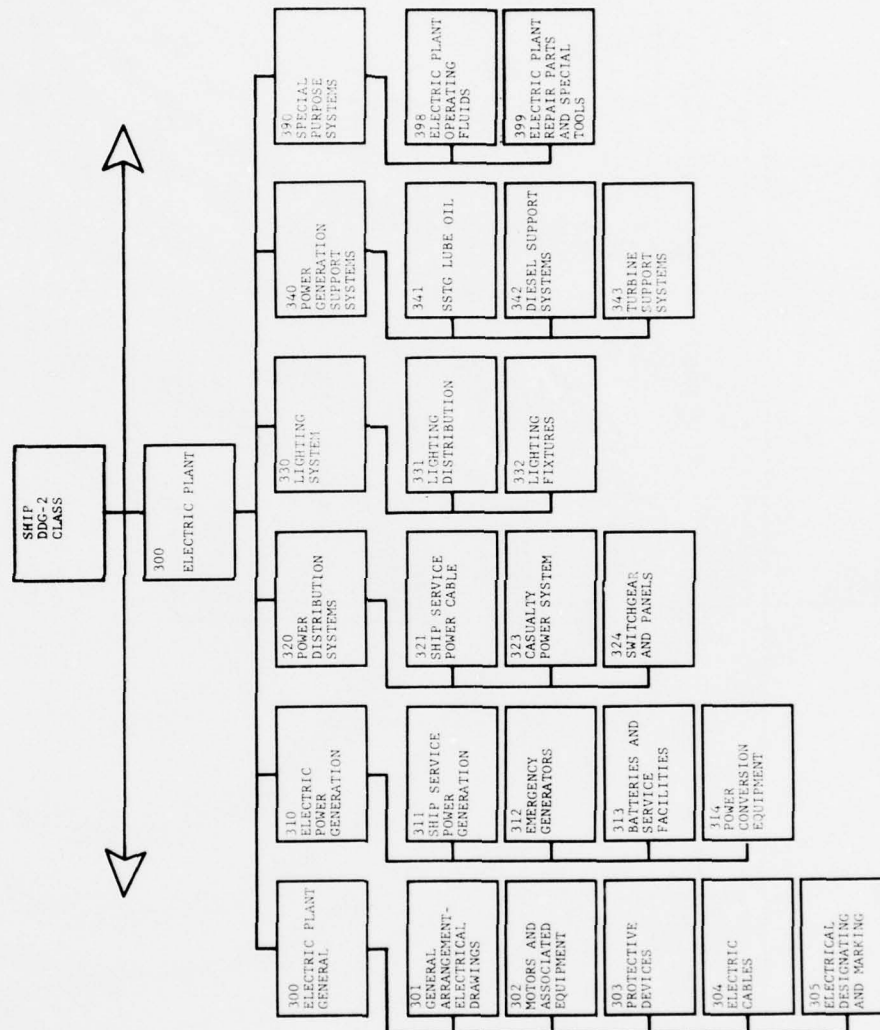 SHIP
DDG-2
CLASS
300
ELECTRIC PLANT
300
ELECTRIC PLANT
GENERAL
301
GENERAL
ARRANGEMENT-
ELECTRICAL
DRAWINGS
302
MOTORS AND
ASSOCIATED
EQUIPMENT
303
PROTECTIVE
DEVICES
304
ELECTRIC
CABLES
305
ELECTRICAL
DESIGNATING
AND MARKING
310
ELECTRIC
POWER
GENERATION
311
SHIP SERVICE
POWER
GENERATION
312
EMERGENCY
GENERATORS
313
BATTERIES AND
SERVICE
FACILITIES
314
POWER
CONVERSION
EQUIPMENT
320
POWER
DISTRIBUTION
SYSTEMS
321
SHIP SERVICE
POWER CABLE
323
CASUALTY
POWER SYSTEM
324
SWITCHGEAR
AND PANELS
330
LIGHTING
SYSTEM
331
LIGHTING
DISTRIBUTION
332
LIGHTING
FIXTURES
340
POWER
GENERATION
SUPPORT
SYSTEMS
341
SSTG LUBE OIL
342
DIESEL SUPPORT
SYSTEMS
343
TURBINE
SUPPORT
SYSTEMS
390
SPECIAL
PURPOSE
SYSTEMS
398
ELECTRIC PLANT
OPERATING
FLUIDS
399
ELECTRIC PLANT
REPAIR PARTS
AND SPECIAL
TOOLS